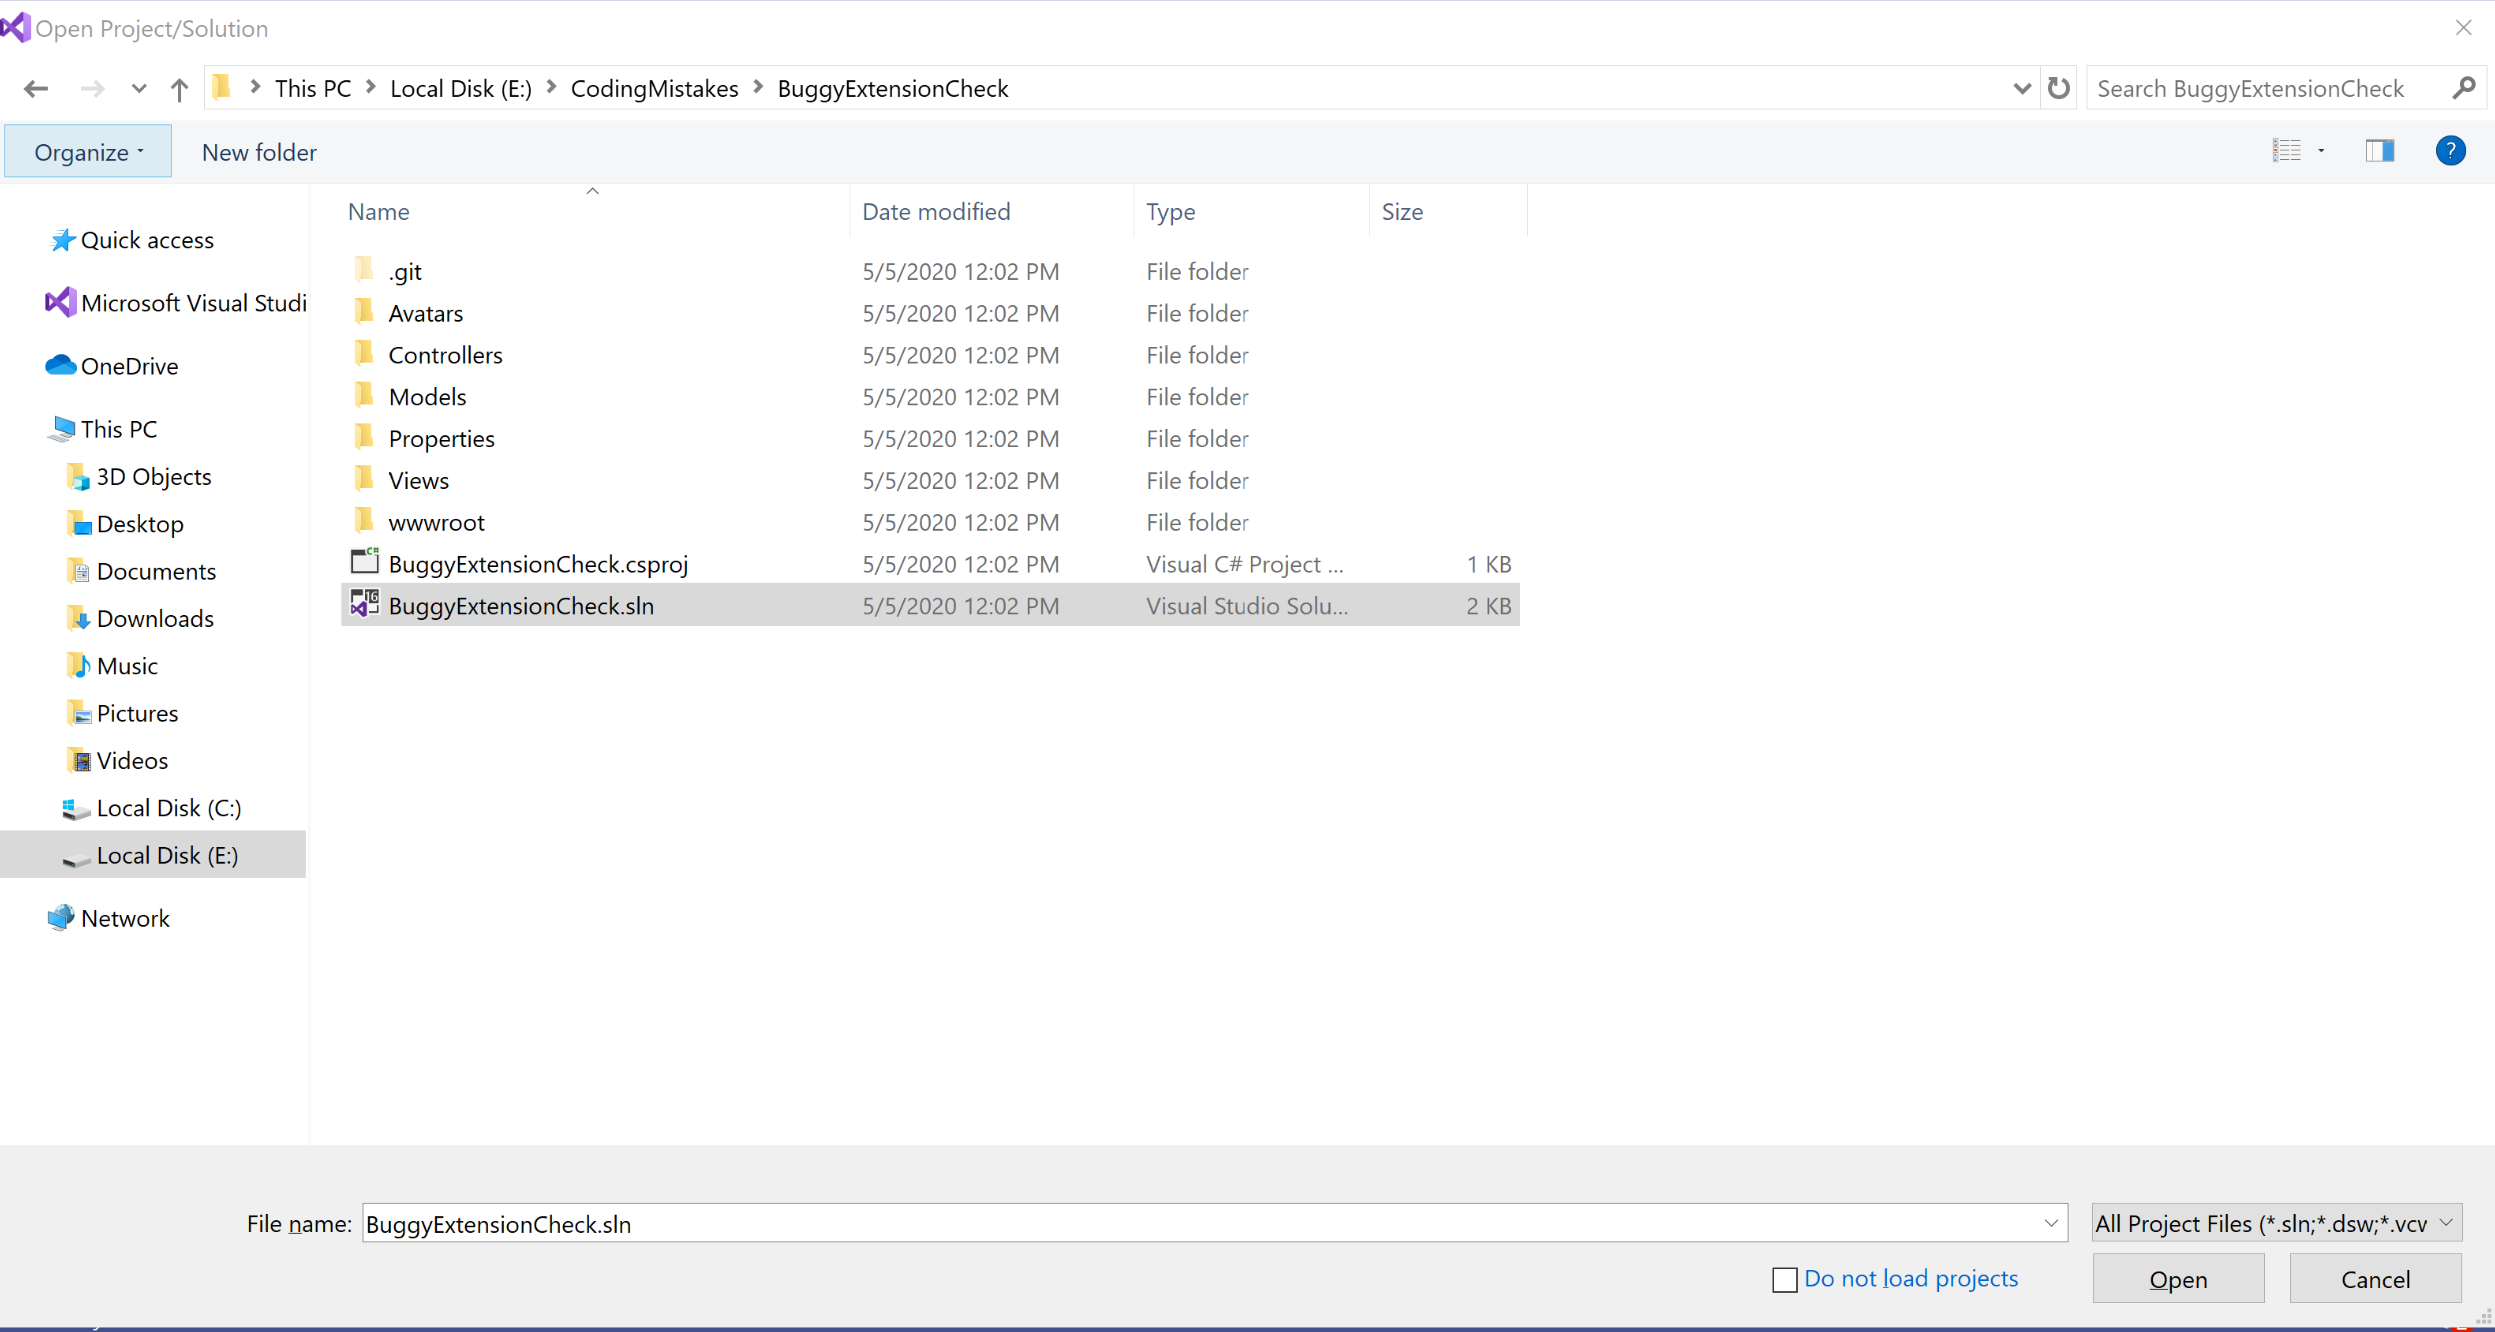 Open Project/Solution
This PC Local Disk (E:) CodingMistakes BuggyExtensionCheck Search BuggyExtensionCheck
Organize New folder
Name Date modified Type Size
Quick access
Microsoft Visual Studi
OneDrive
This PC
3D Objects
Desktop
Documents
Downloads
Music
Pictures
Videos
Local Disk (C:)
Local Disk (E:)
Network
.git 5/5/2020 12:02 PM File folder
Avatars 5/5/2020 12:02 PM File folder
Controllers 5/5/2020 12:02 PM File folder
Models 5/5/2020 12:02 PM File folder
Properties 5/5/2020 12:02 PM File folder
Views 5/5/2020 12:02 PM File folder
wwwroot 5/5/2020 12:02 PM File folder
BuggyExtensionCheck.csproj 5/5/2020 12:02 PM Visual C# Project ... 1 KB
BuggyExtensionCheck.sln 5/5/2020 12:02 PM Visual Studio Solu... 2 KB
File name: BuggyExtensionCheck.sln All Project Files (*.sln;*.dsw;*.vcw
Do not load projects Open Cancel